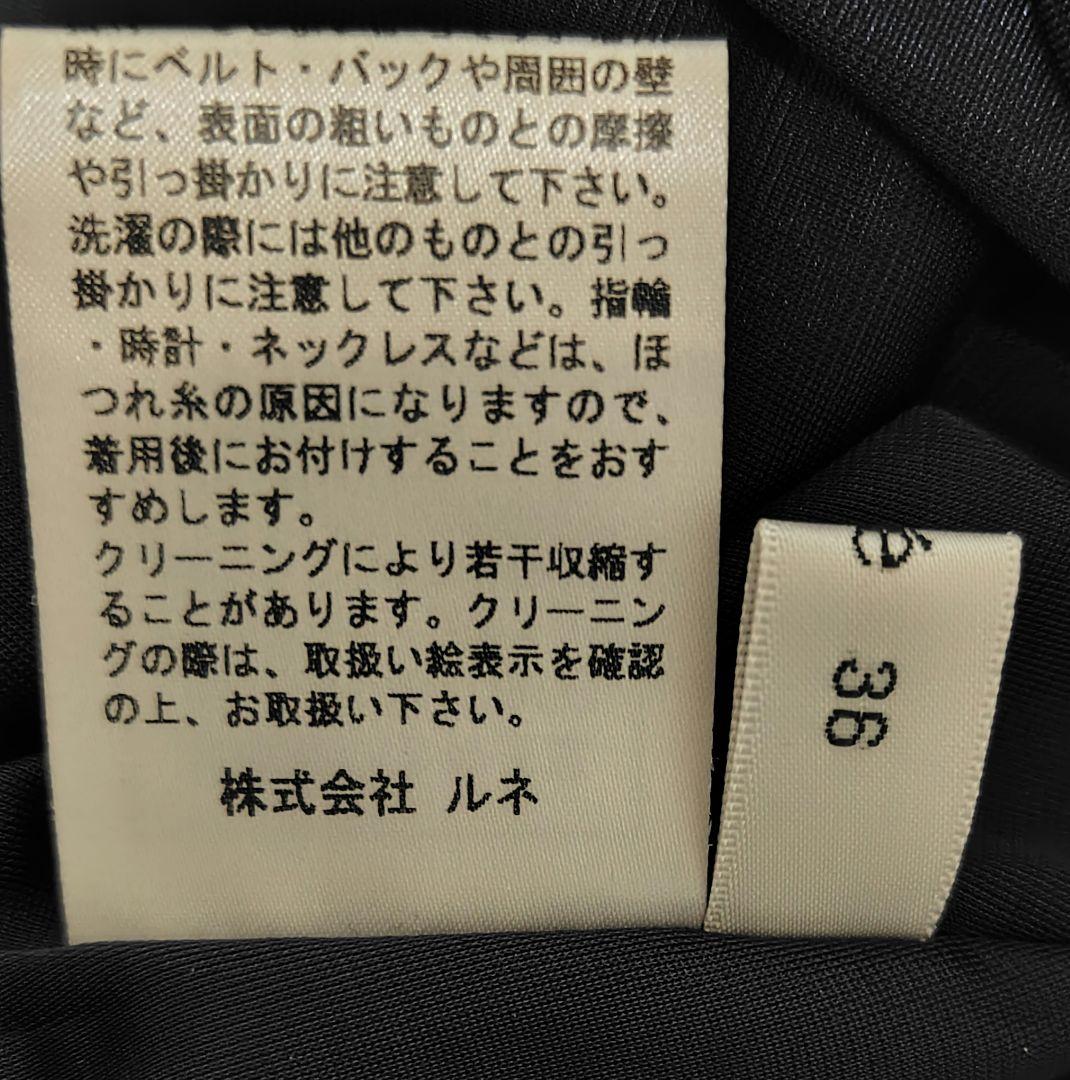 時にベルト・バックや周囲の壁
など、表面の粗いものとの摩擦
や引っ掛かりに注意して下さい。
洗濯の際には他のものとの引っ
掛かりに注意して下さい。指輪
・時計・ネックレスなどは、ほ
つれ糸の原因になりますので、
着用後にお付けすることをおす
すめします。
クリーニングにより若干収縮す
ることがあります。クリーニン
グの際は、取扱い絵表示を確認
の上、お取扱い下さい。
株式会社 ルネ
e
36